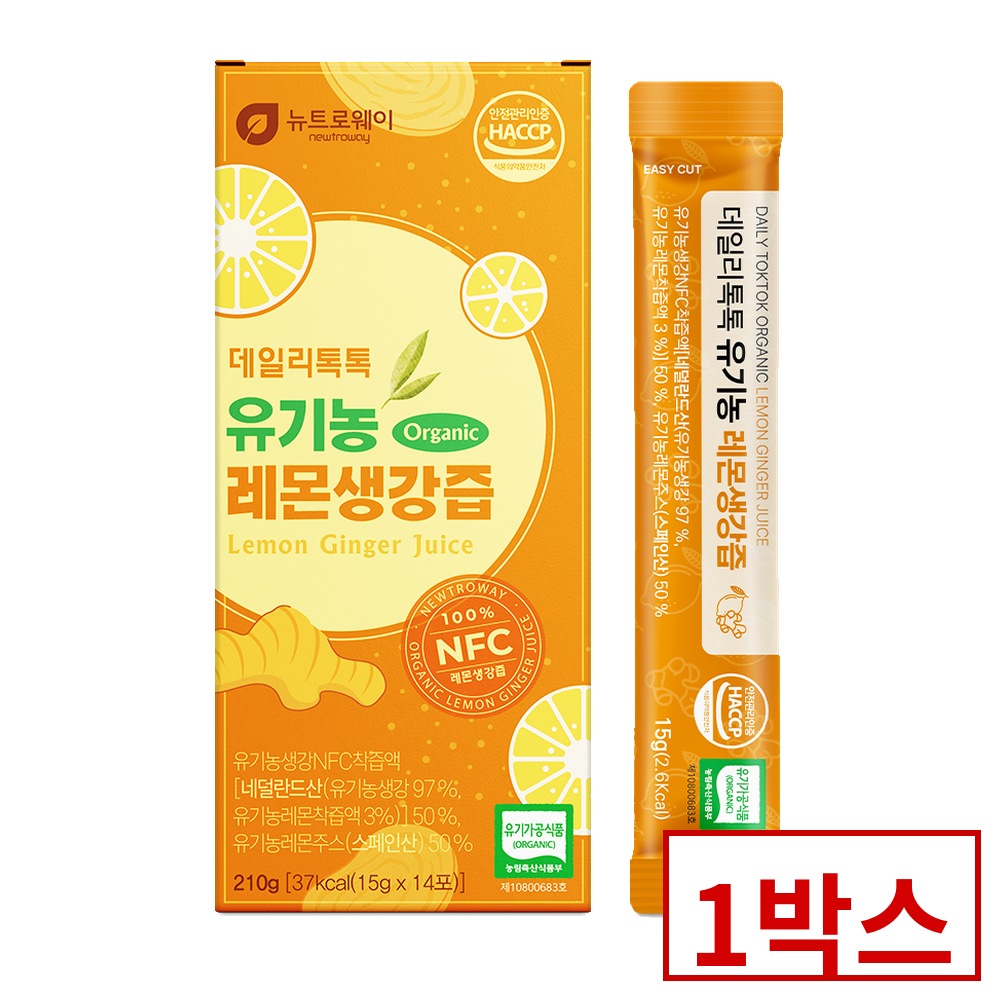 뉴트로웨이
newtroway
안전관리인증
HACCP
식품의약품안전처
데일리톡톡
유기농
Organic
레몬생강즙
Lemon Ginger Juice
NEWTROWAY
100%
NFC
레몬생강즙
ORGANIC LEMON GINGER JUICE
유기농생강NFC착즙액
[네덜란드산(유기농생강 97%,
유기농레몬착즙액 3%)] 50%,
유기농레몬주스(스페인산) 50%
210g [37kcal(15g x 14포)]
유기가공식품
(ORGANIC)
농림축산식품부
제10800683호
EASY CUT
DAILY TOKTOK ORGANIC LEMON GINGER JUICE
데일리톡톡 유기농 레몬생강즙
유기농생강NFC착즙액[네덜란드산(유기농생강 97 %,
유기농레몬착즙액 3 %)] 50 %, 유기농레몬주스(스페인산) 50 %
안전관리인증
HACCP
식품의약품안전처
15g(2.6Kcal)
유기가공식품
(ORGANIC)
농림축산식품부
제10800683호
1박스